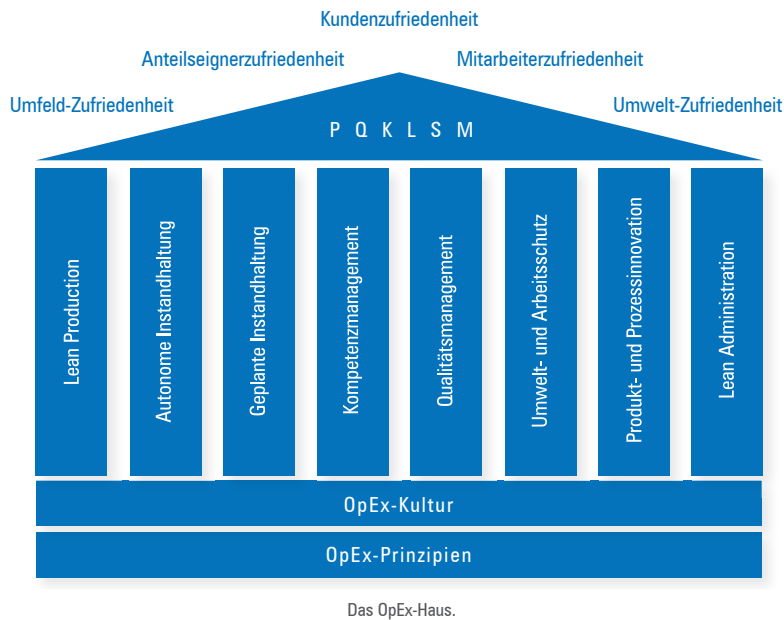 Kundenzufriedenheit
Anteilseignerzufriedenheit
Mitarbeiterzufriedenheit
Umfeld-Zufriedenheit
Umwelt-Zufriedenheit
P Q K L S M
Lean Production
Autonome Instandhaltung
Geplante Instandhaltung
Kompetenzmanagement
Qualitätsmanagement
Umwelt- und Arbeitsschutz
Produkt- und Prozessinnovation
Lean Administration
OpEx-Kultur
OpEx-Prinzipien
Das OpEx-Haus.